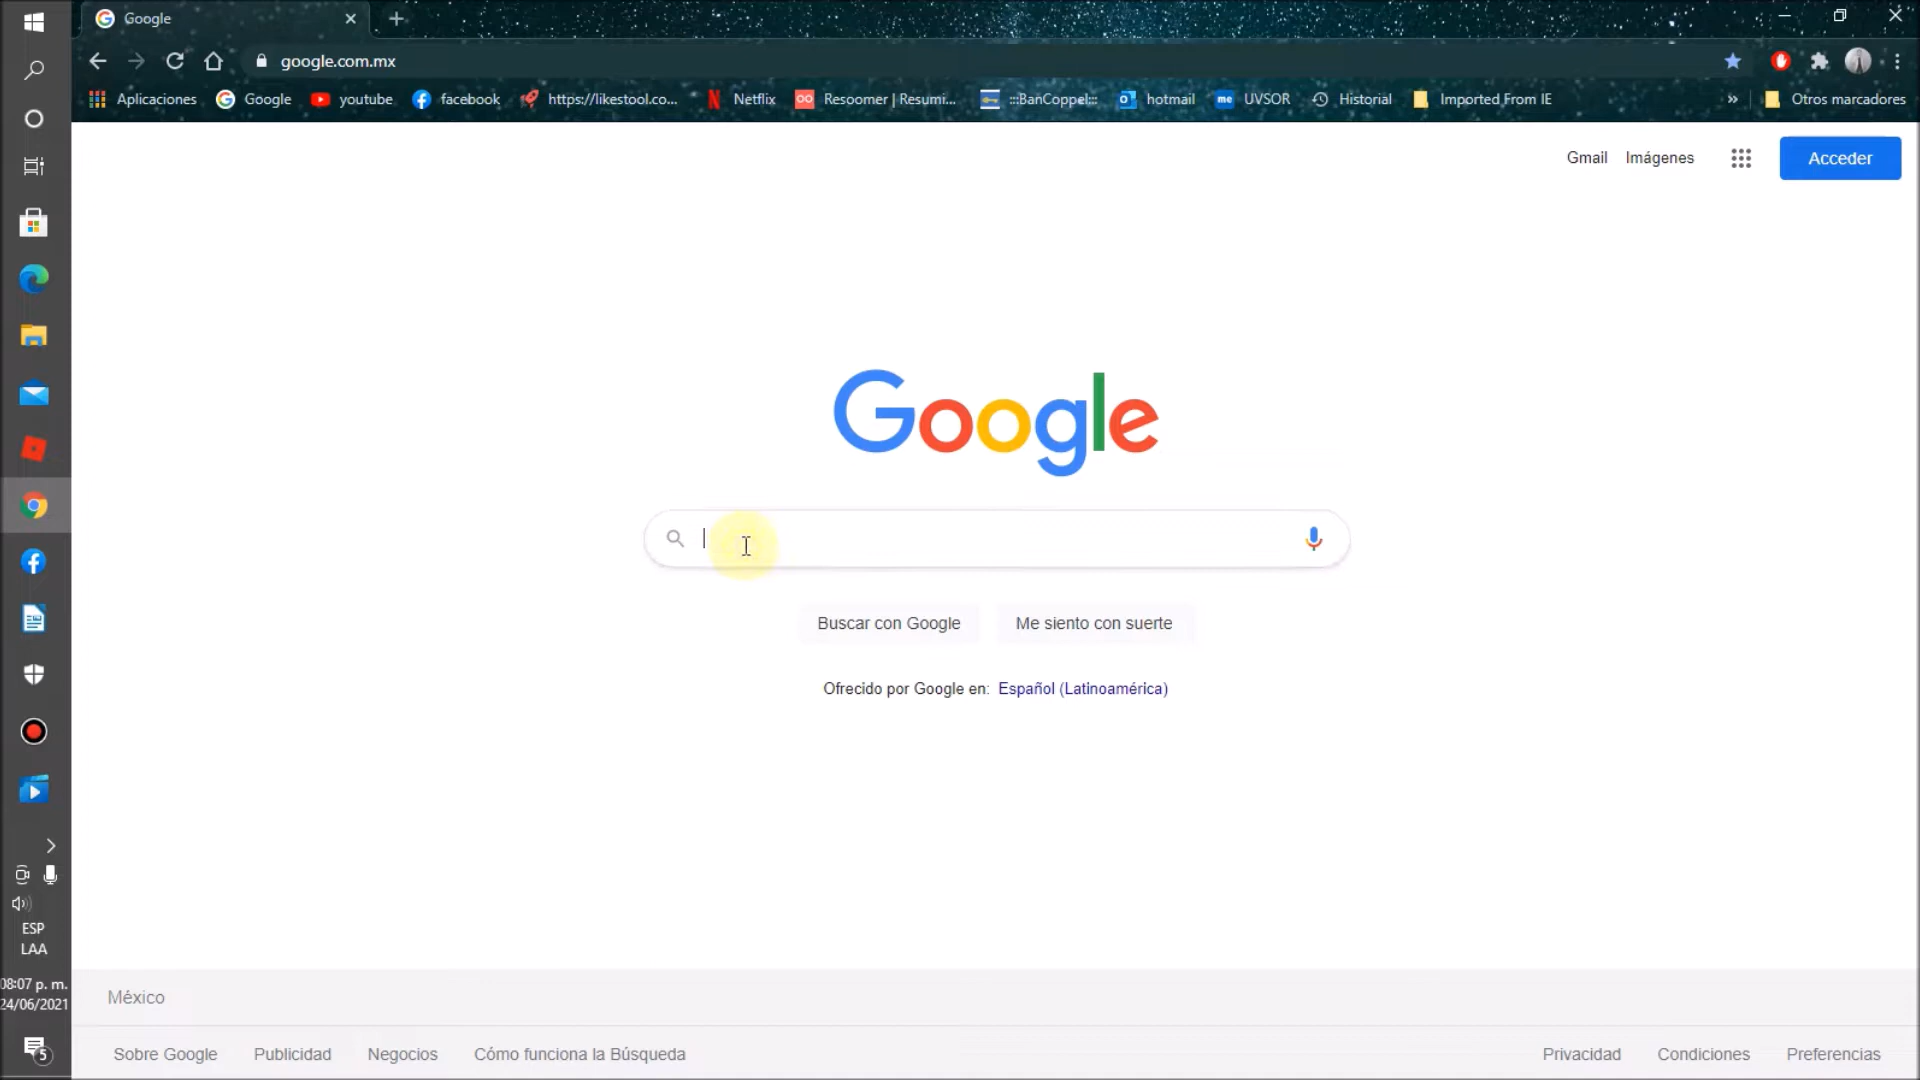 Google
google.com.mx
Aplicaciones Google youtube facebook https://likestool.co... Netflix Resoomer | Resumi... :::BanCoppel::: hotmail UVSOR Historial Imported From IE » Otros marcadores
Gmail Imágenes Acceder
Google
Buscar con Google Me siento con suerte
Ofrecido por Google en: Español (Latinoamérica)
ESP
LAA
08:07 p. m.
24/06/2021
5
México
Sobre Google Publicidad Negocios Cómo funciona la Búsqueda Privacidad Condiciones Preferencias